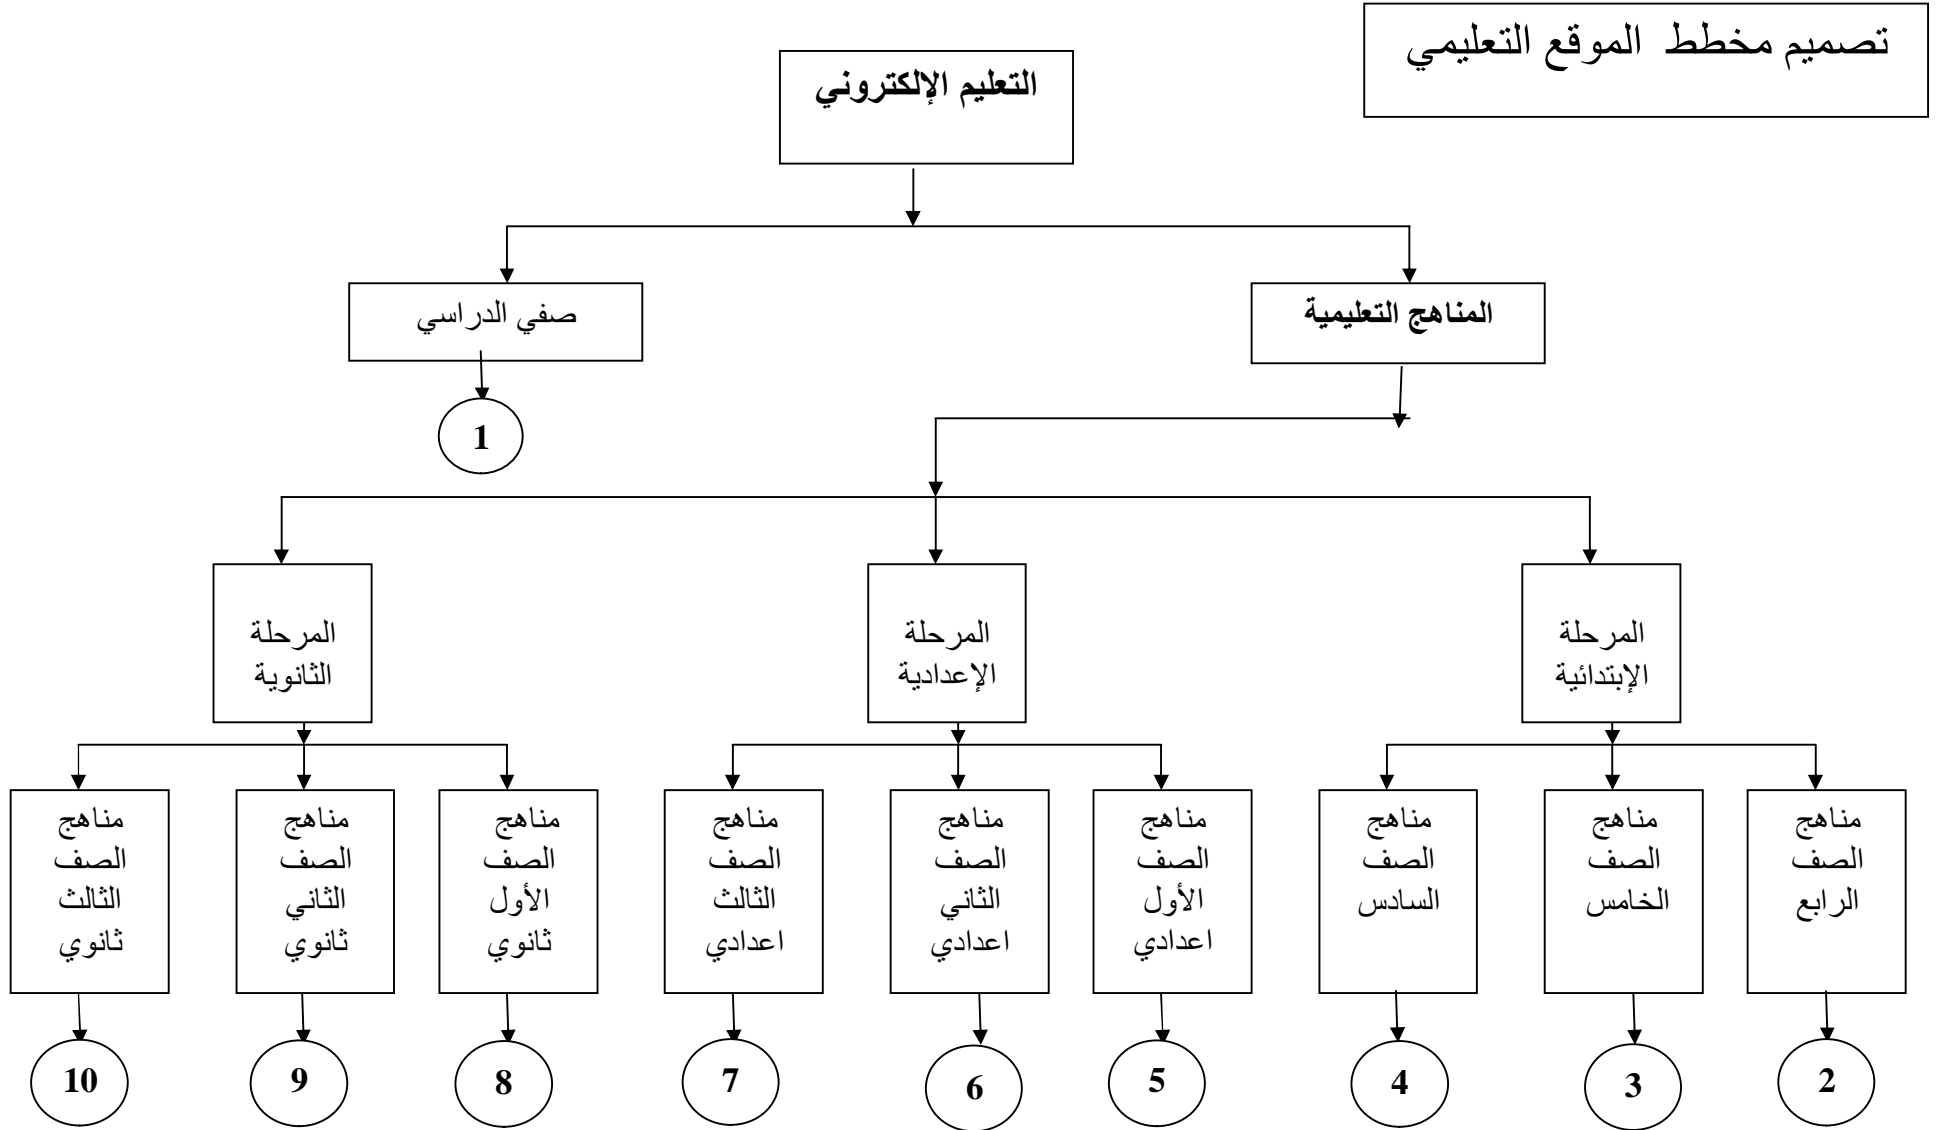 تصميم مخطط الموقع التعليمي
التعليم الإلكتروني
المناهج التعليمية
صفي الدراسي
1
المرحلة
الإبتدائية
المرحلة
الإعدادية
المرحلة
الثانوية
مناهج
الصف
الرابع
مناهج
الصف
الخامس
مناهج
الصف
السادس
مناهج
الصف
الأول
اعدادي
مناهج
الصف
الثاني
اعدادي
مناهج
الصف
الثالث
اعدادي
مناهج
الصف
الأول
ثانوي
مناهج
الصف
الثاني
ثانوي
مناهج
الصف
الثالث
ثانوي
2
3
4
5
6
7
8
9
10